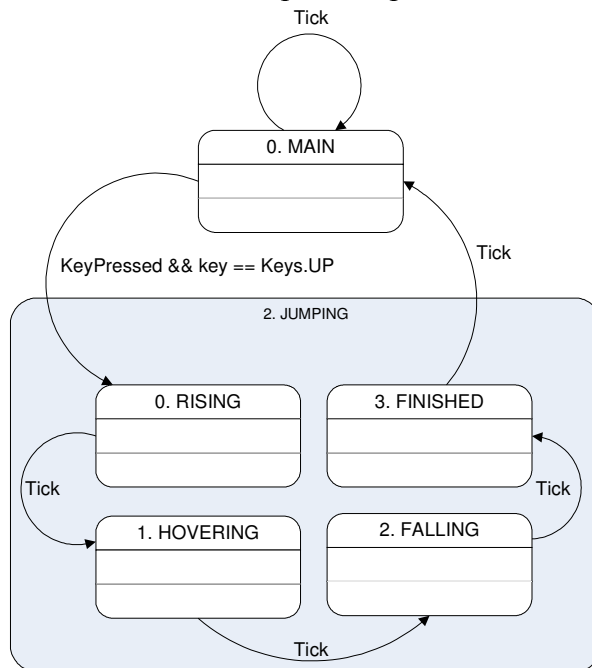 Tick
0. MAIN
KeyPressed && key == Keys.UP
Tick
2. JUMPING
0. RISING
3. FINISHED
Tick
Tick
1. HOVERING
2. FALLING
Tick